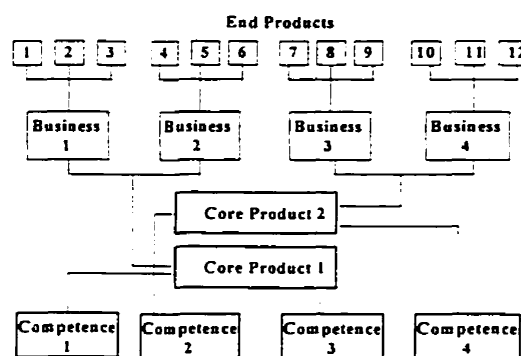 End Products
1 2 3 4 5 6 7 8 9 10 11 12
Business Business Business Business
1 2 3 4
Core Product 2
Core Product 1
Competence Competence Competence Competence
1 2 3 4